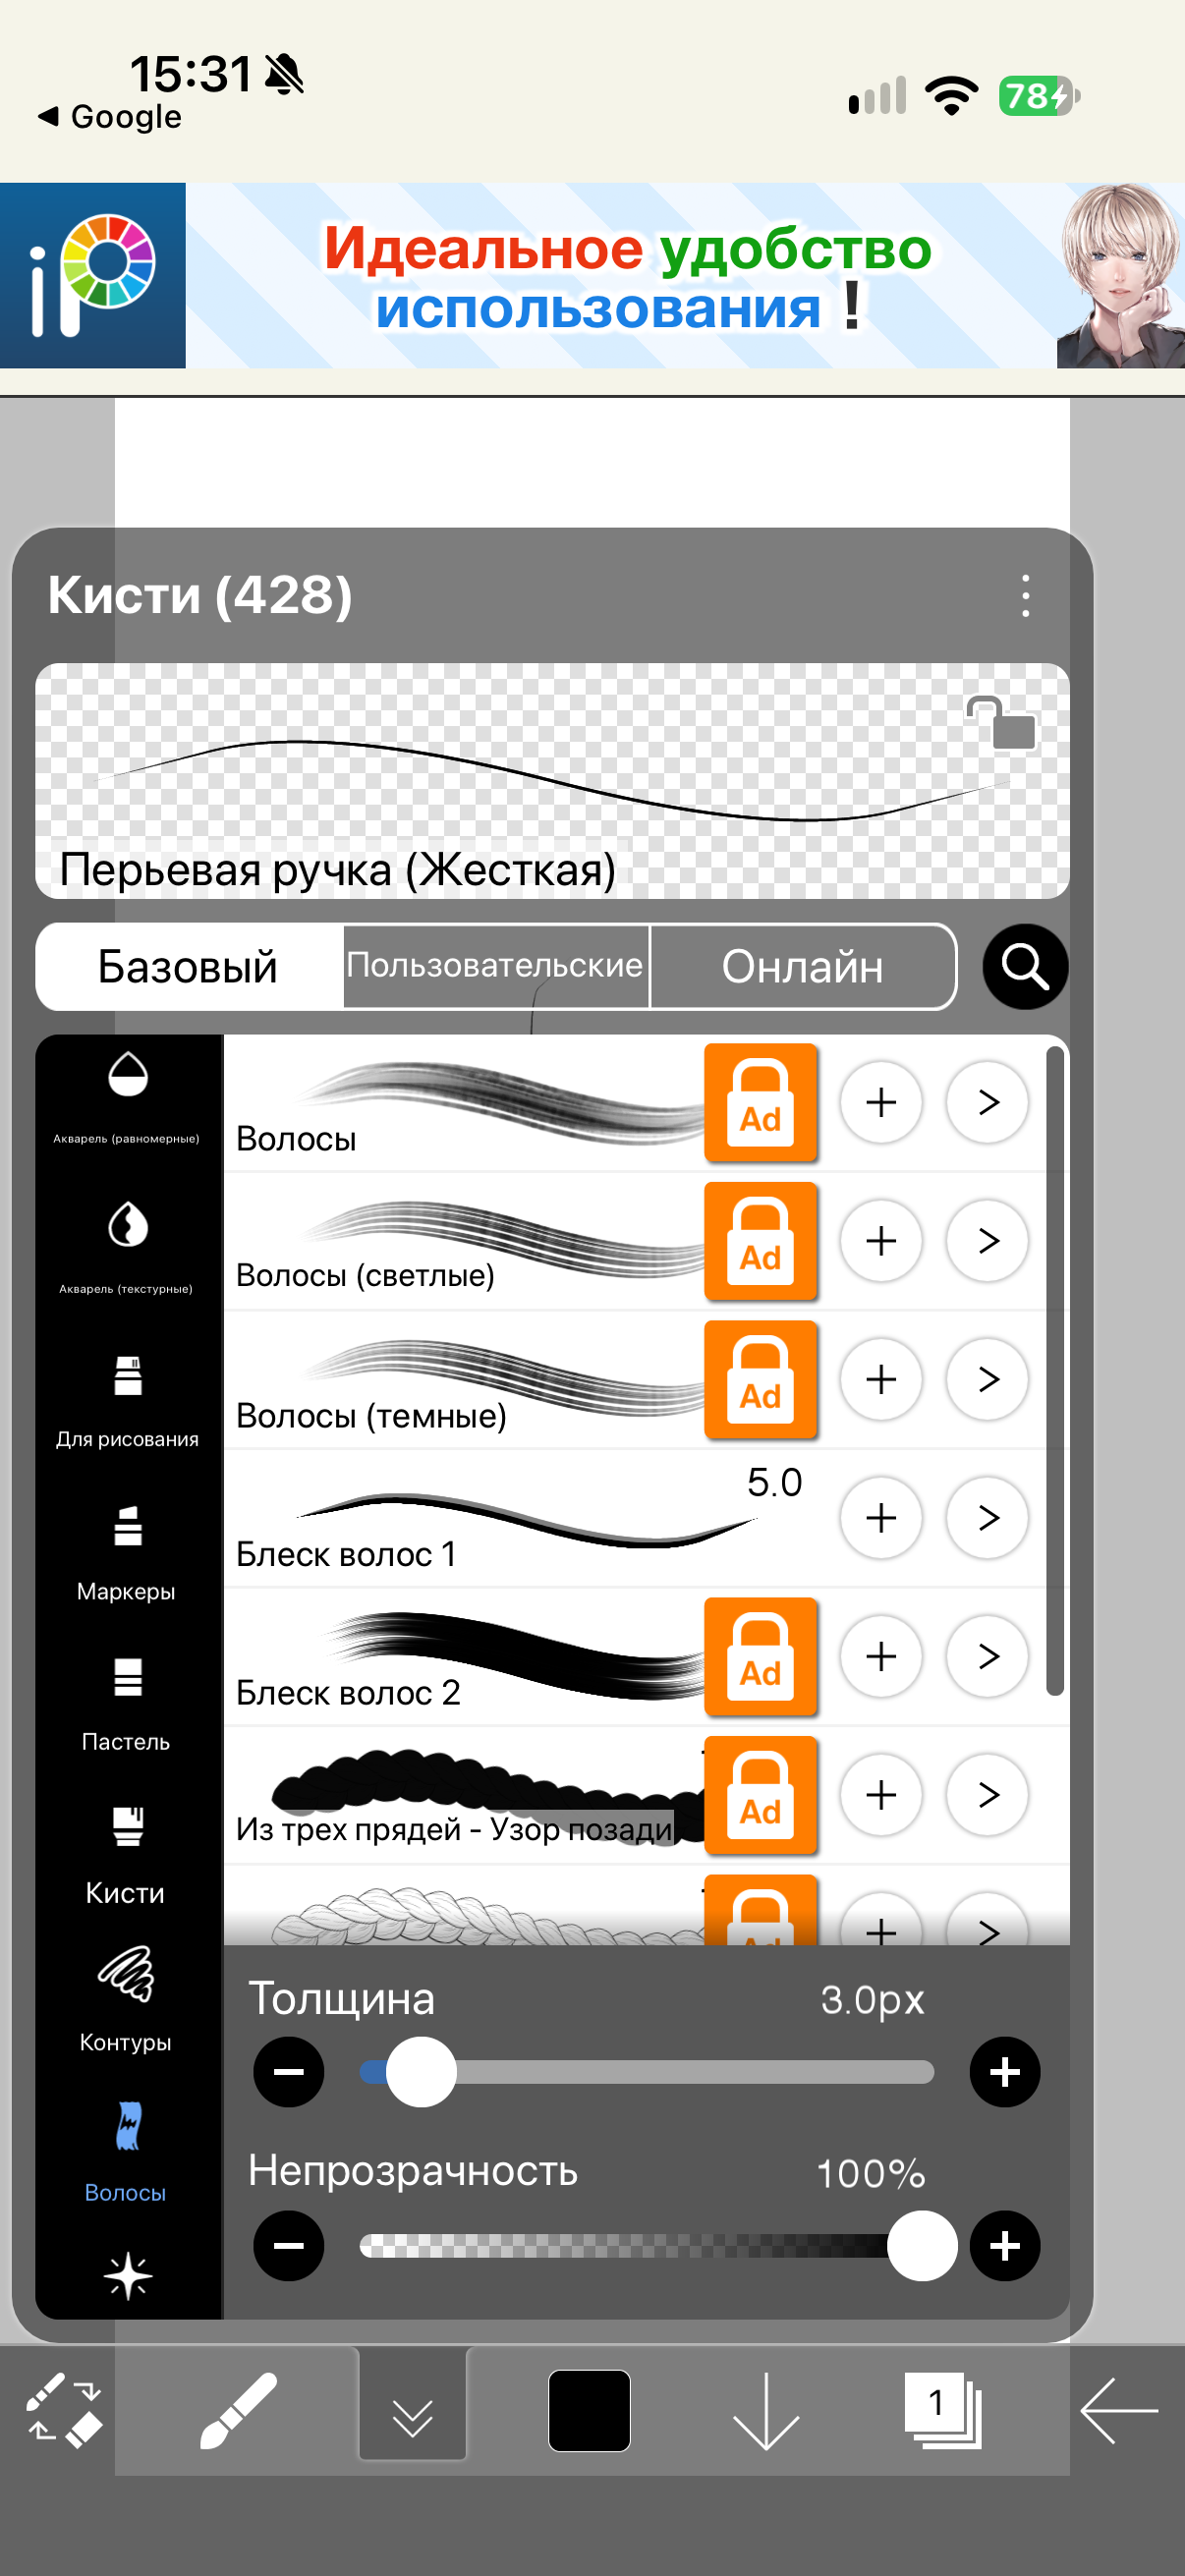 15:31
Google
78
iP
Идеальное удобство
использования !
Кисти (428)
Перьевая ручка (Жесткая)
Базовый
Пользовательские
Онлайн
Акварель (равномерные)
Акварель (текстурные)
Для рисования
Маркеры
Пастель
Кисти
Контуры
Волосы
Волосы
Ad
Волосы (светлые)
Ad
Волосы (темные)
Ad
5.0
Блеск волос 1
Блеск волос 2
Ad
Из трех прядей - Узор позади
Ad
Ad
Толщина
3.0px
Непрозрачность
100%
1